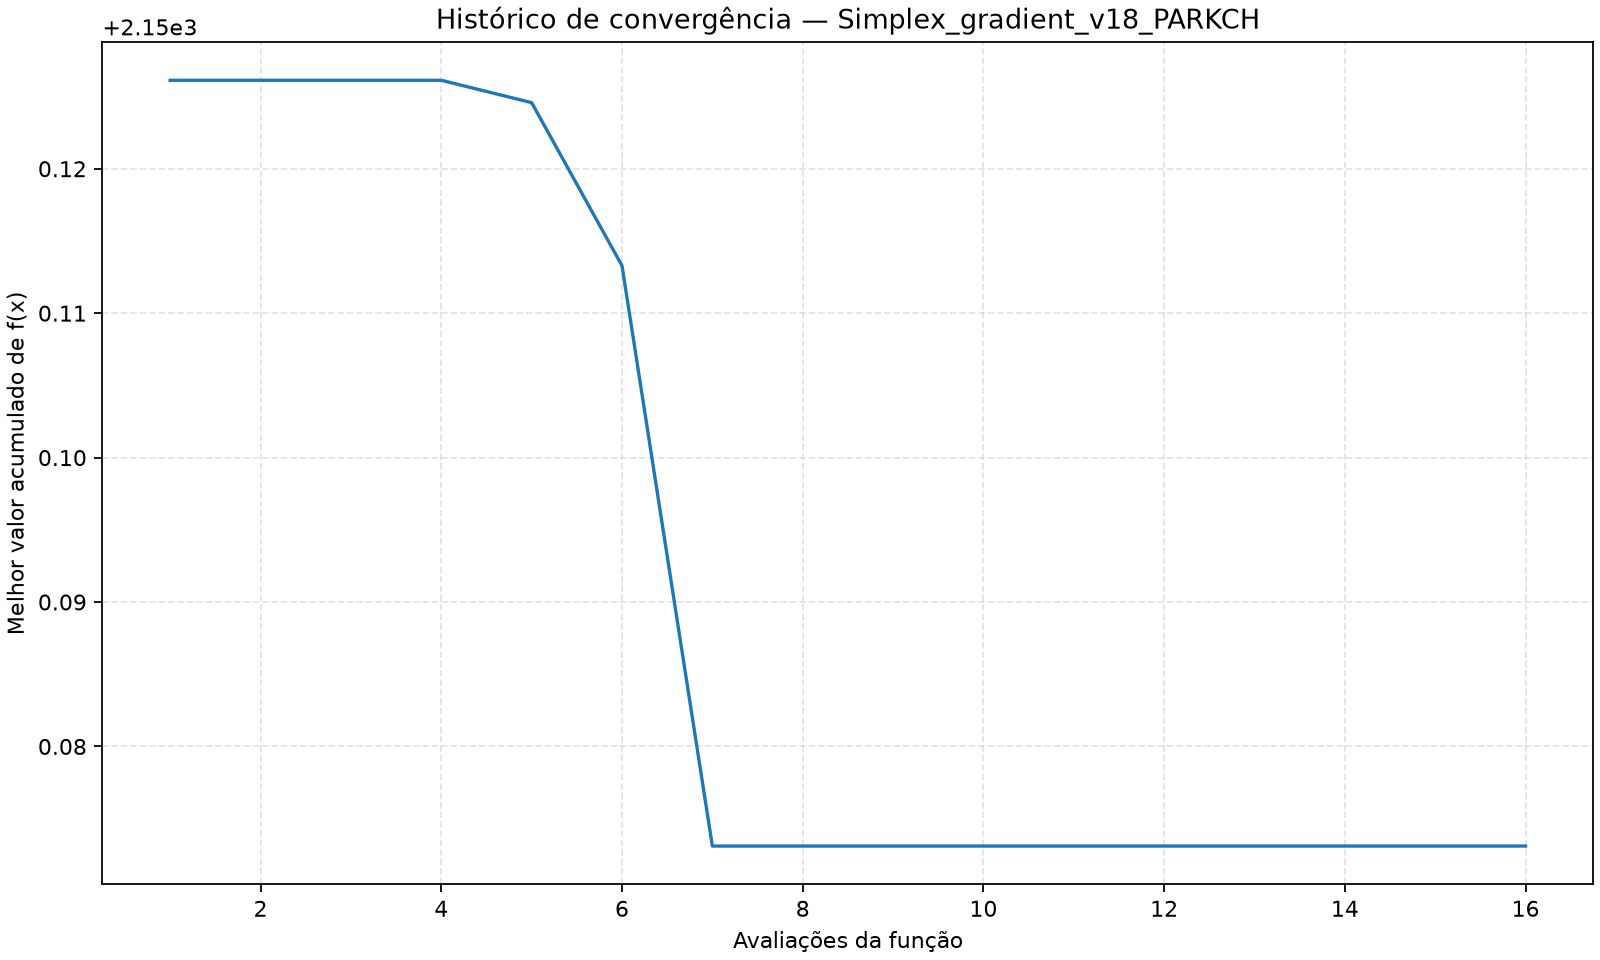 Histórico de convergência — Simplex_gradient_v18_PARKCH
+2.15e3
0.12
0.11
0.10
0.09
0.08
Melhor valor acumulado de f(x)
2 4 6 8 10 12 14 16
Avaliações da função